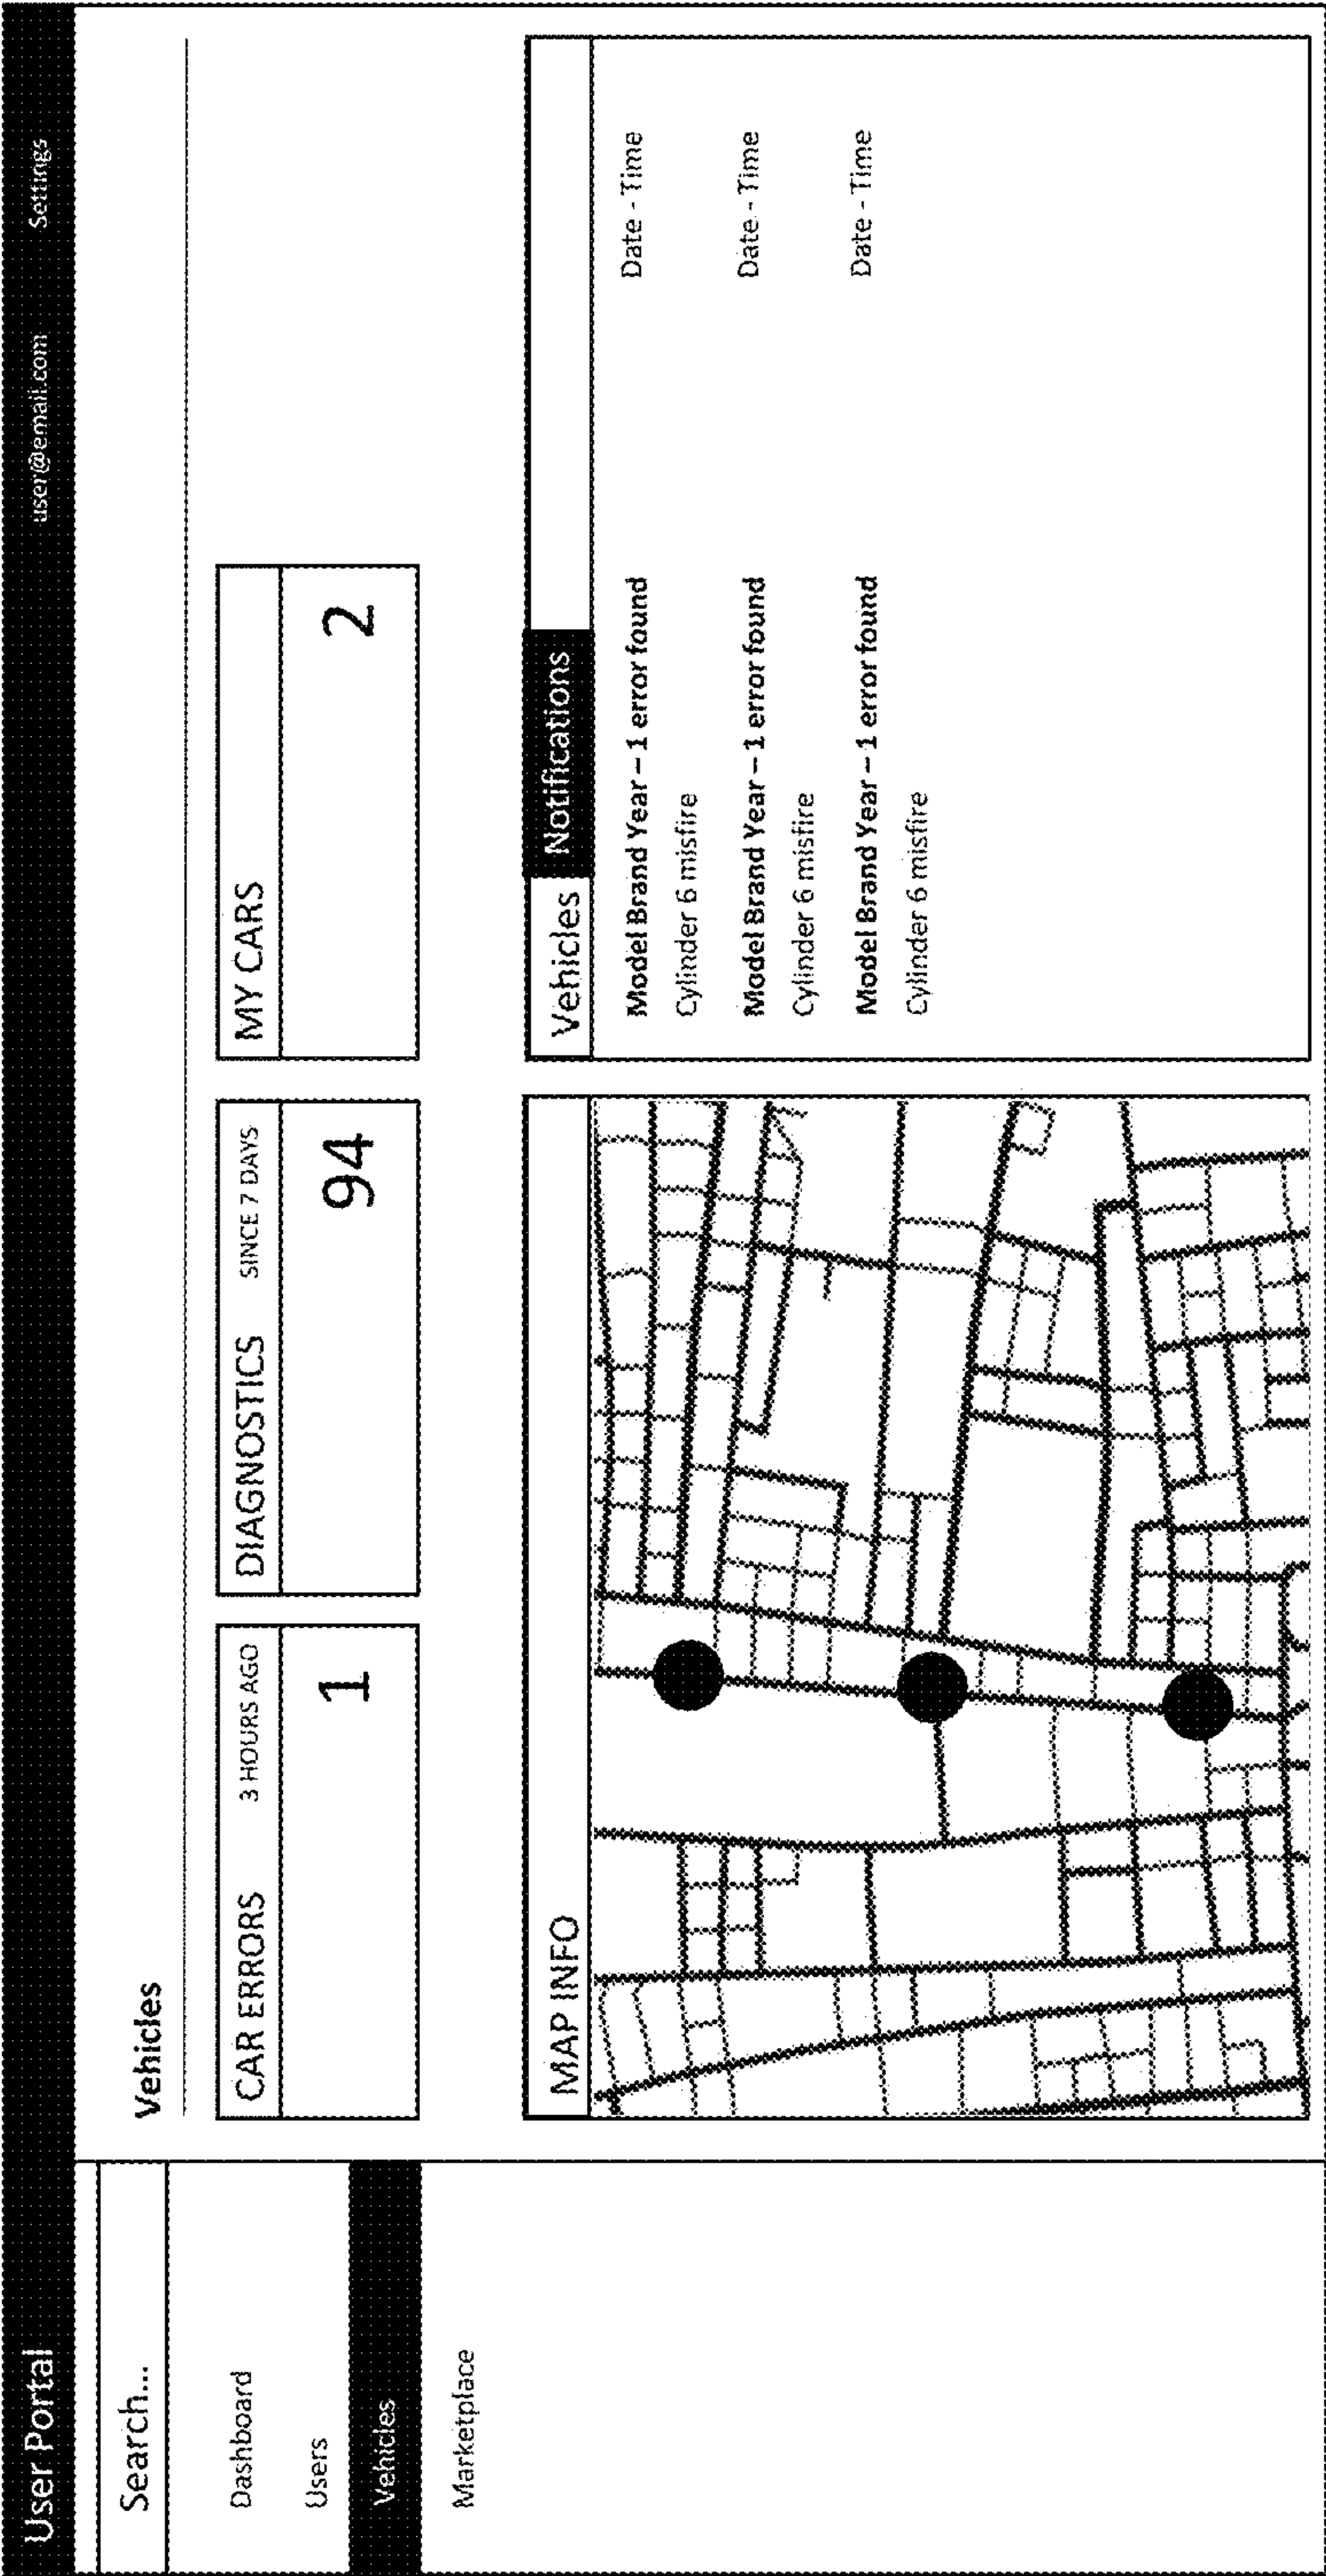 User Portal
user@email.com
Settings
Search...
Dashboard
Users
Vehicles
Marketplace
Vehicles
CAR ERRORS 3 HOURS AGO
1
DIAGNOSTICS SINCE 7 DAYS
94
MY CARS
2
MAP INFO
Vehicles Notifications
Model Brand Year – 1 error found Date - Time
Cylinder 6 misfire
Model Brand Year – 1 error found Date - Time
Cylinder 6 misfire
Model Brand Year – 1 error found Date - Time
Cylinder 6 misfire